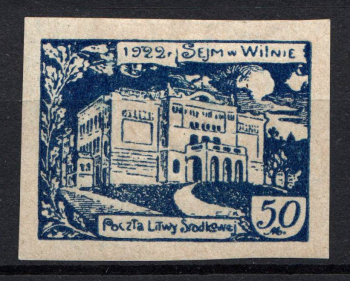 1922 r. SEJM w WILNIE
Poczta Litwy Środkowej
50
M.